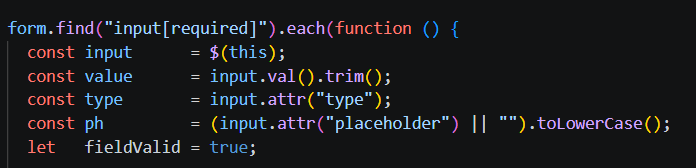 form.find("input[required]").each(function () {
  const input      = $(this);
  const value      = input.val().trim();
  const type       = input.attr("type");
  const ph         = (input.attr("placeholder") || "").toLowerCase();
  let   fieldValid = true;